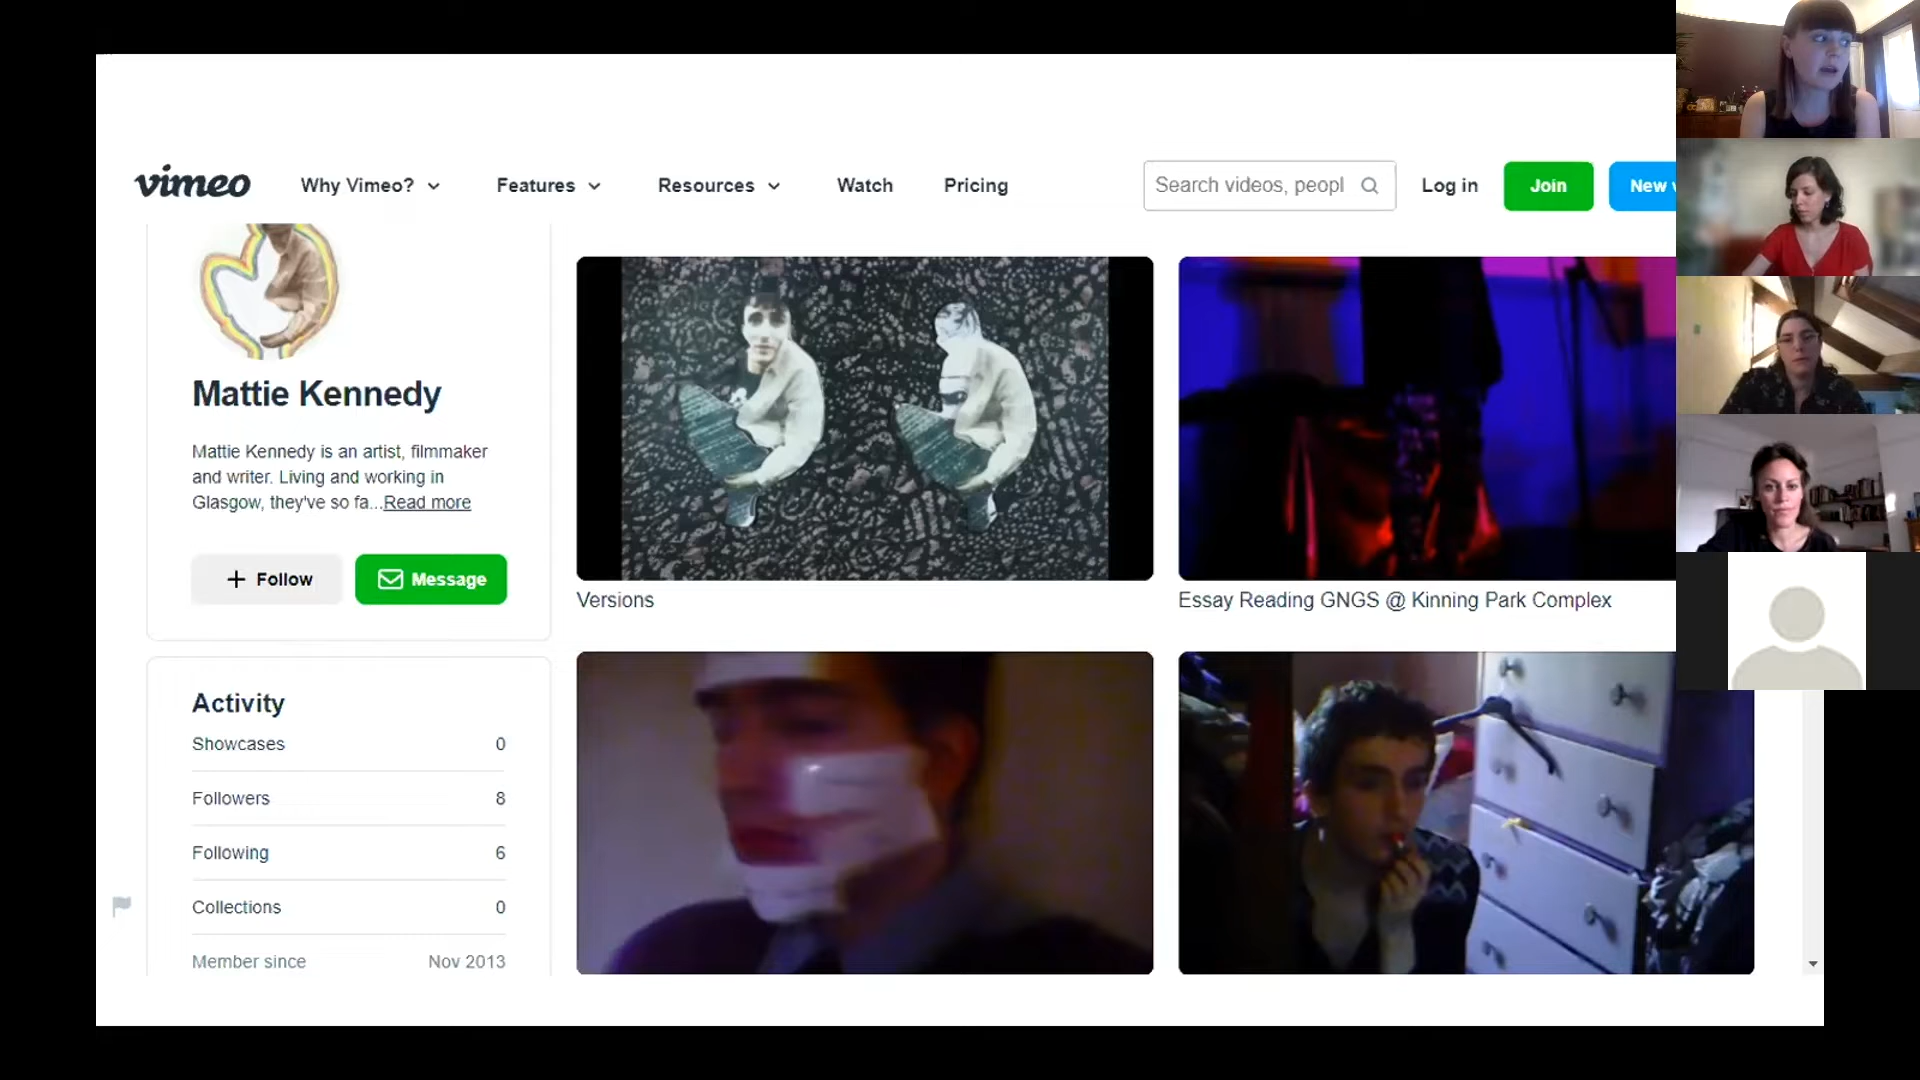 vimeo Why Vimeo? Features Resources Watch Pricing Search videos, peopl Log in Join New
Mattie Kennedy
Mattie Kennedy is an artist, filmmaker
and writer. Living and working in
Glasgow, they've so fa...Read more
+ Follow Message
Activity
Showcases 0
Followers 8
Following 6
Collections 0
Member since Nov 2013
Versions
Essay Reading GNGS @ Kinning Park Complex